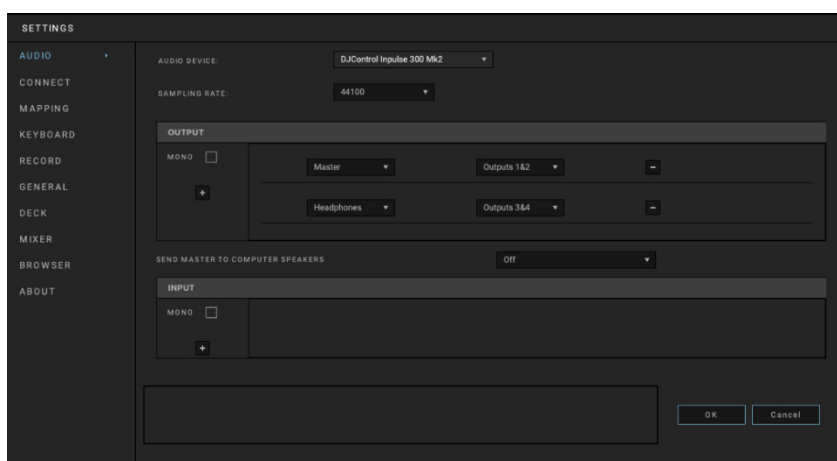 SETTINGS
AUDIO
CONNECT
MAPPING
KEYBOARD
RECORD
GENERAL
DECK
MIXER
BROWSER
ABOUT
AUDIO DEVICE: DJControl Inpulse 300 Mk2
SAMPLING RATE: 44100
OUTPUT
MONO
+
Master Outputs 1&2 −
Headphones Outputs 3&4 −
SEND MASTER TO COMPUTER SPEAKERS Off
INPUT
MONO
+
OK Cancel